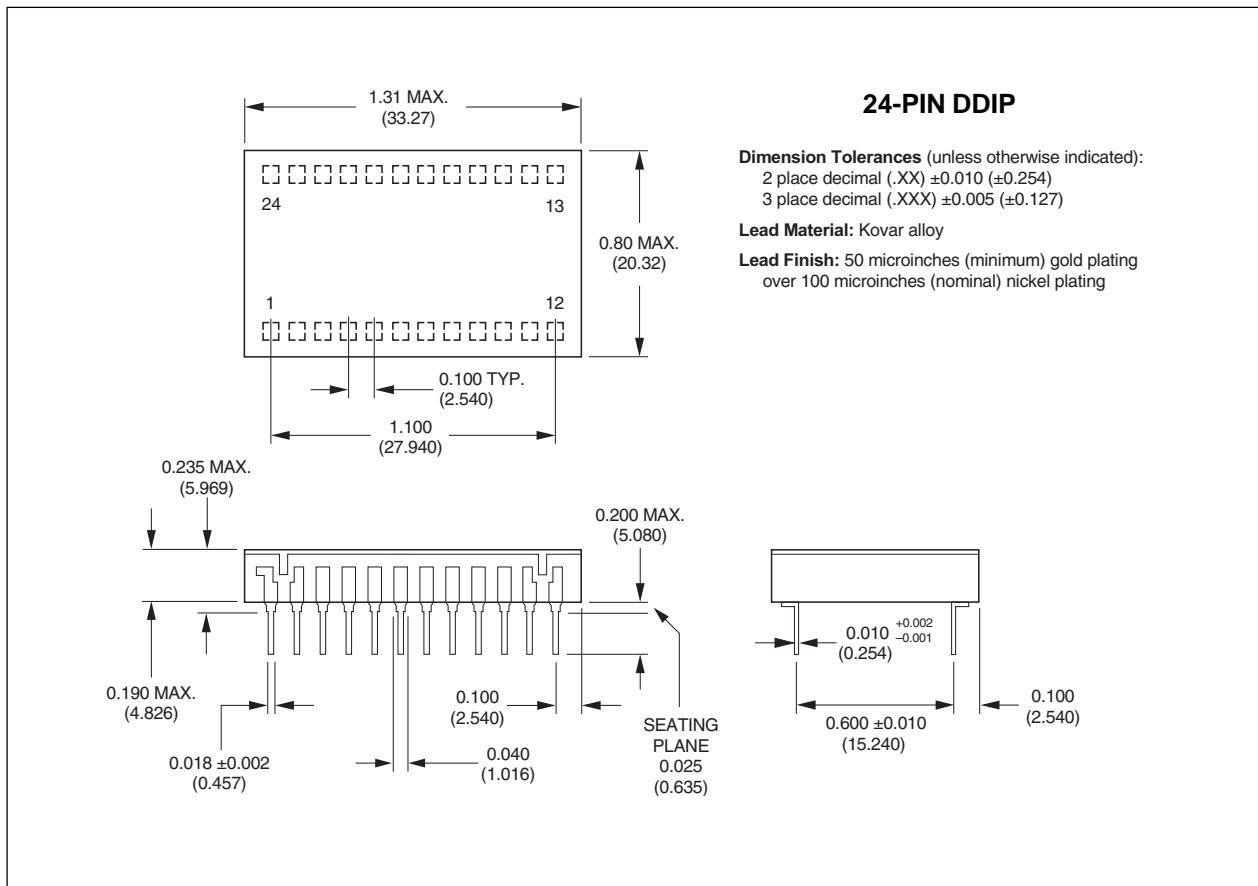 1.31 MAX.
(33.27)
24-PIN DDIP
Dimension Tolerances (unless otherwise indicated):
2 place decimal (.XX) ±0.010 (±0.254)
3 place decimal (.XXX) ±0.005 (±0.127)
Lead Material: Kovar alloy
Lead Finish: 50 microinches (minimum) gold plating
over 100 microinches (nominal) nickel plating
24
13
0.80 MAX.
(20.32)
1
12
0.100 TYP.
(2.540)
1.100
(27.940)
0.235 MAX.
(5.969)
0.200 MAX.
(5.080)
0.190 MAX.
(4.826)
0.018 ±0.002
(0.457)
0.100
(2.540)
0.040
(1.016)
SEATING
PLANE
0.025
(0.635)
0.010 +0.002
−0.001
(0.254)
0.600 ±0.010
(15.240)
0.100
(2.540)